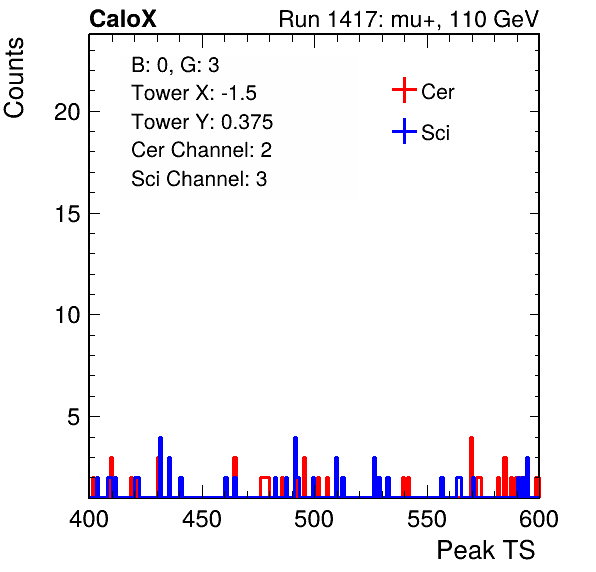 CaloX Run 1417: mu+, 110 GeV
Counts
B: 0, G: 3
Tower X: -1.5
Tower Y: 0.375
Cer Channel: 2
Sci Channel: 3
Cer
Sci
20
15
10
5
400 450 500 550 600
Peak TS